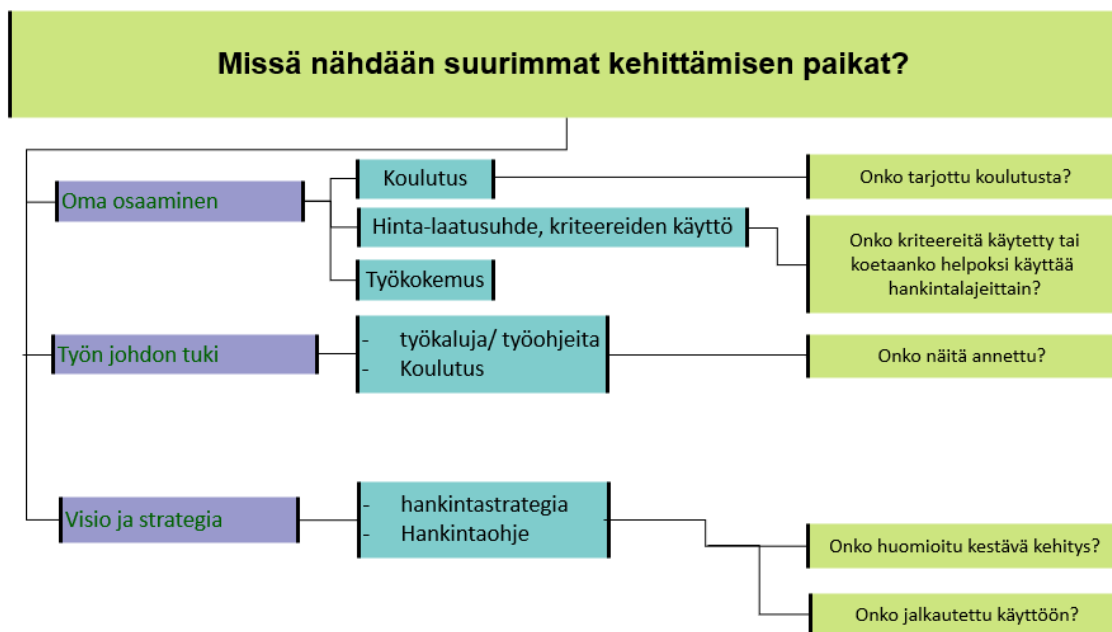 Missä nähdään suurimmat kehittämisen paikat?
Oma osaaminen
Koulutus
Onko tarjottu koulutusta?
Hinta-laatusuhde, kriteereiden käyttö
Onko kriteereitä käytetty tai
koetaanko helpoksi käyttää
hankintalajeittain?
Työkokemus
Työn johdon tuki
- työkaluja/ työohjeita
- Koulutus
Onko näitä annettu?
Visio ja strategia
- hankintastrategia
- Hankintaohje
Onko huomioitu kestävä kehitys?
Onko jalkautettu käyttöön?